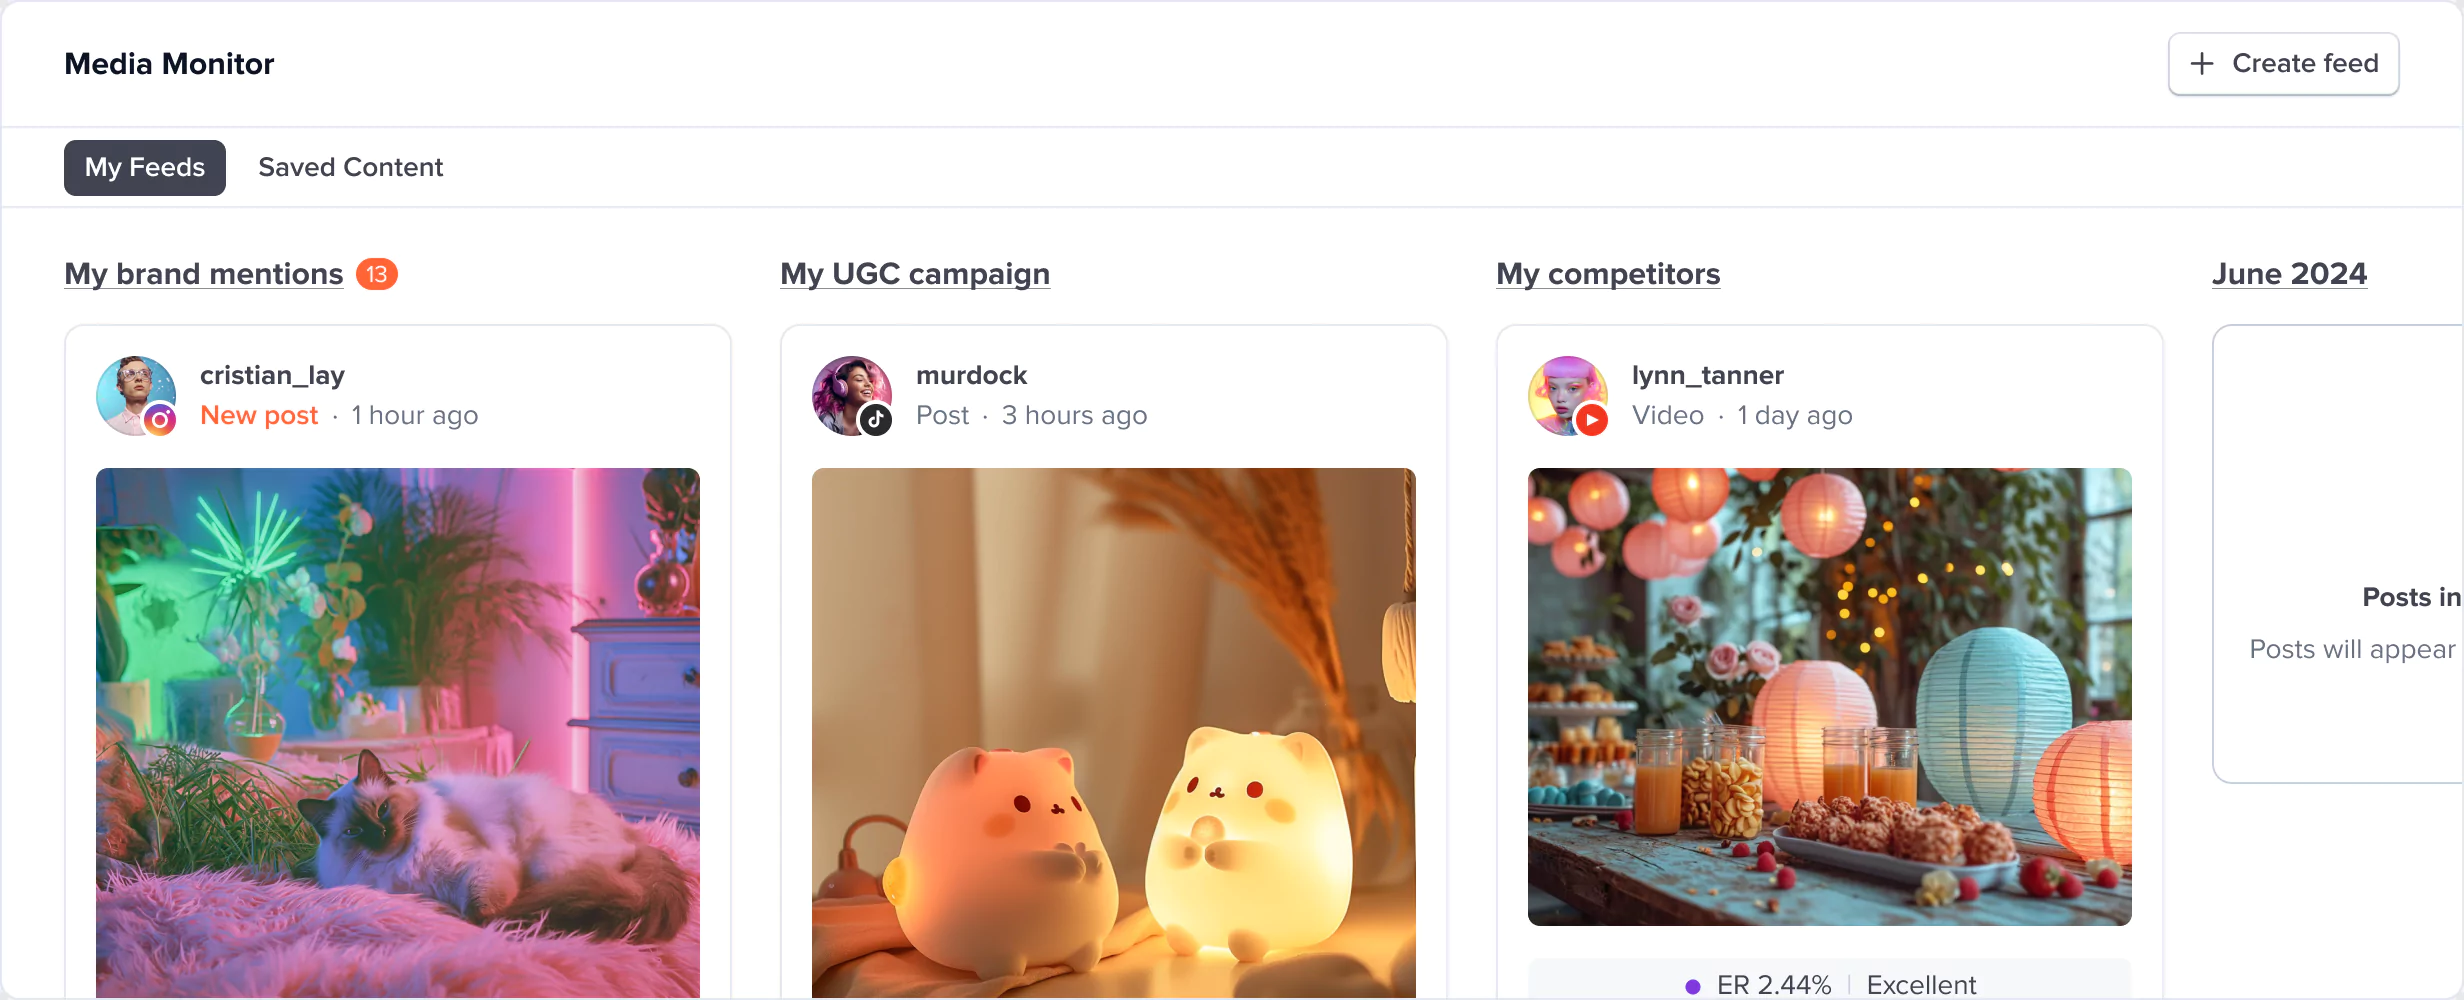 Media Monitor
Create feed
My Feeds
Saved Content
My brand mentions 13
cristian_lay
New post · 1 hour ago
My UGC campaign
murdock
Post · 3 hours ago
My competitors
lynn_tanner
Video · 1 day ago
ER 2.44% | Excellent
June 2024
Posts in
Posts will appear